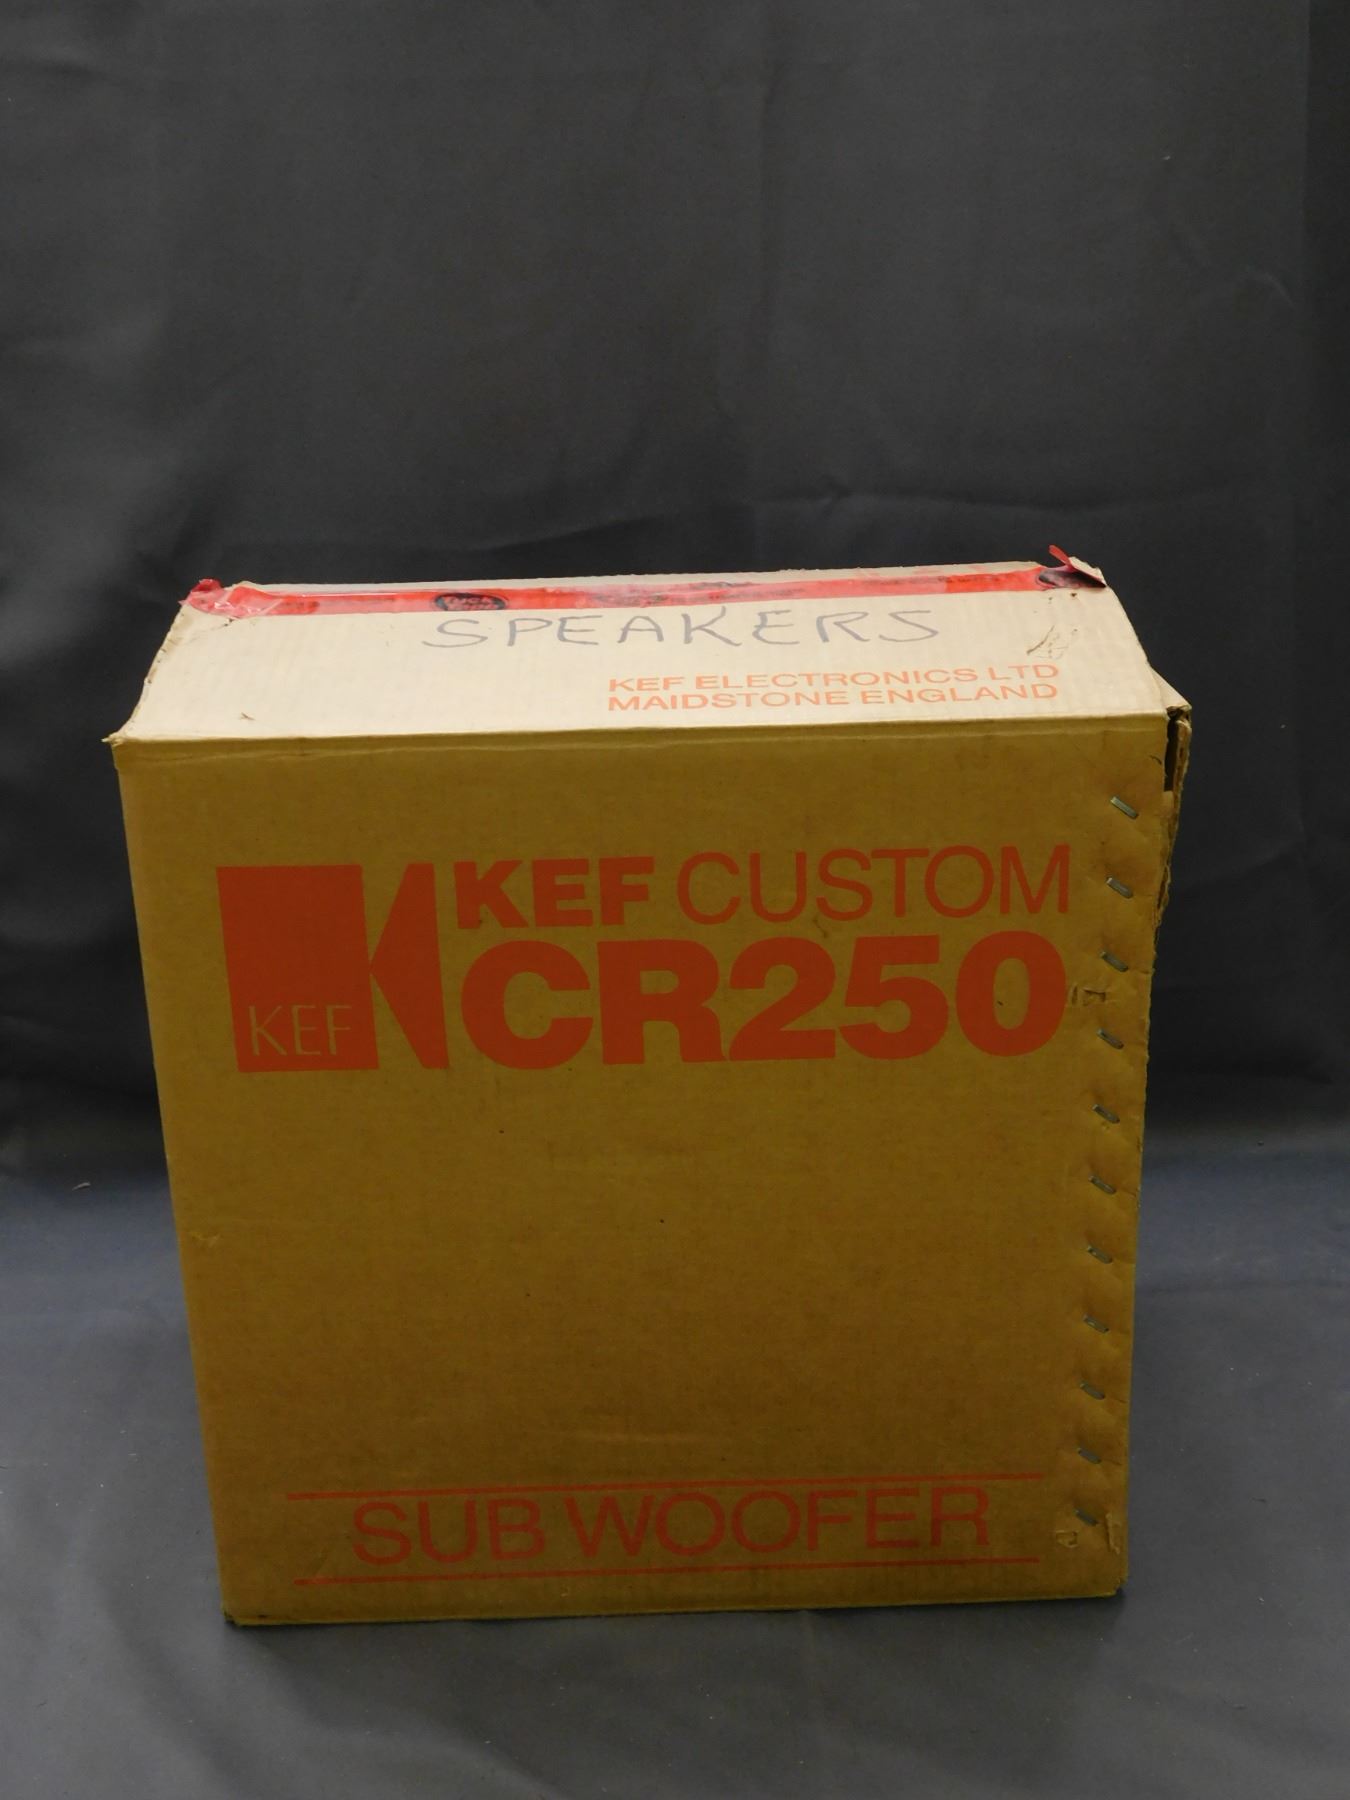 SPEAKERS
KEF ELECTRONICS LTD
MAIDSTONE ENGLAND
KEF CUSTOM
CR250
KEF
SUB WOOFER